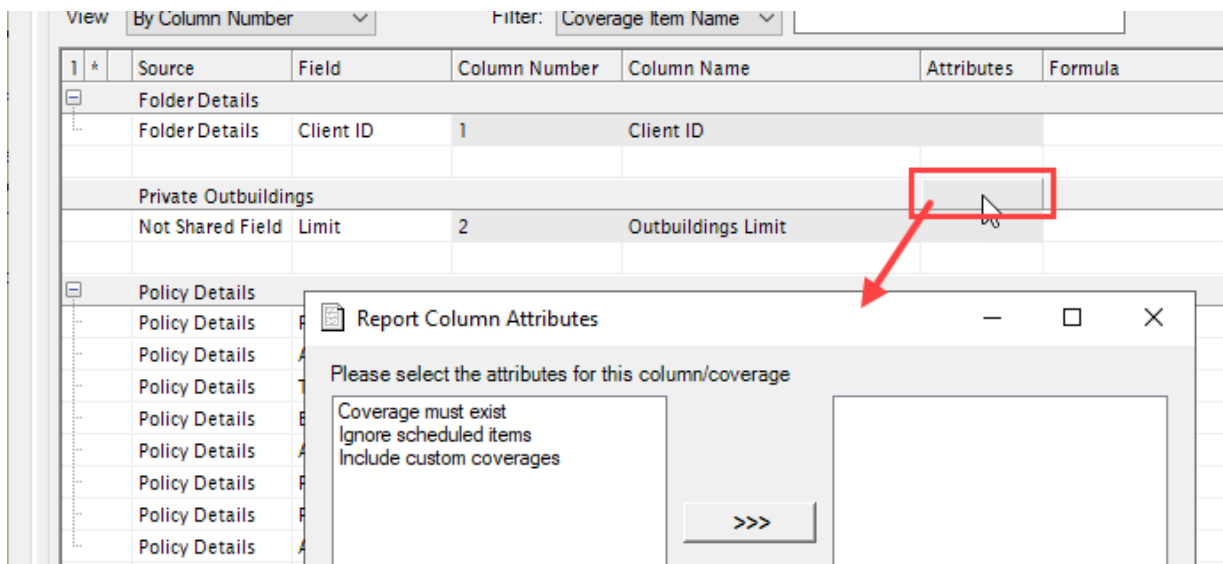 View By Column Number Filter: Coverage Item Name
1 * Source Field Column Number Column Name Attributes Formula
Folder Details
Folder Details Client ID 1 Client ID
Private Outbuildings
Not Shared Field Limit 2 Outbuildings Limit
Policy Details
Policy Details
Policy Details
Policy Details
Policy Details
Policy Details
Policy Details
Policy Details
Policy Details
Report Column Attributes
Please select the attributes for this column/coverage
Coverage must exist
Ignore scheduled items
Include custom coverages
>>>